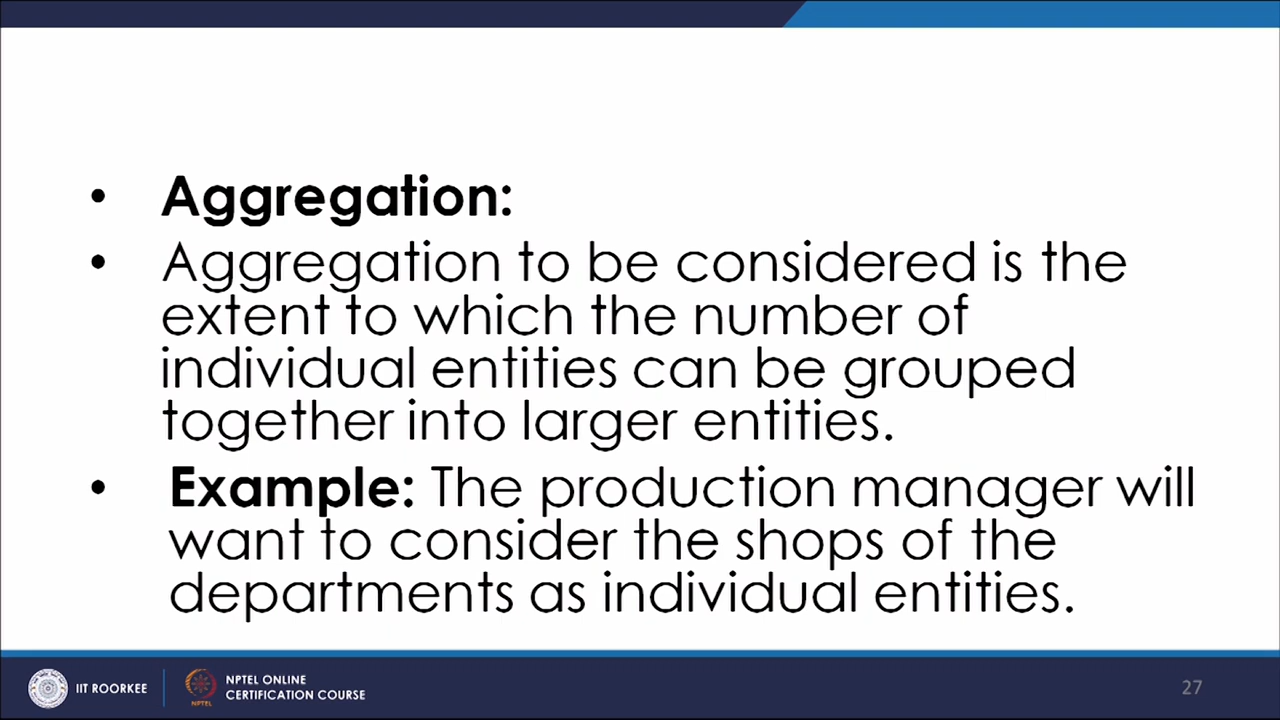 • Aggregation:
• Aggregation to be considered is the
extent to which the number of
individual entities can be grouped
together into larger entities.
• Example: The production manager will
want to consider the shops of the
departments as individual entities.
IIT ROORKEE
NPTEL
NPTEL ONLINE
CERTIFICATION COURSE
27